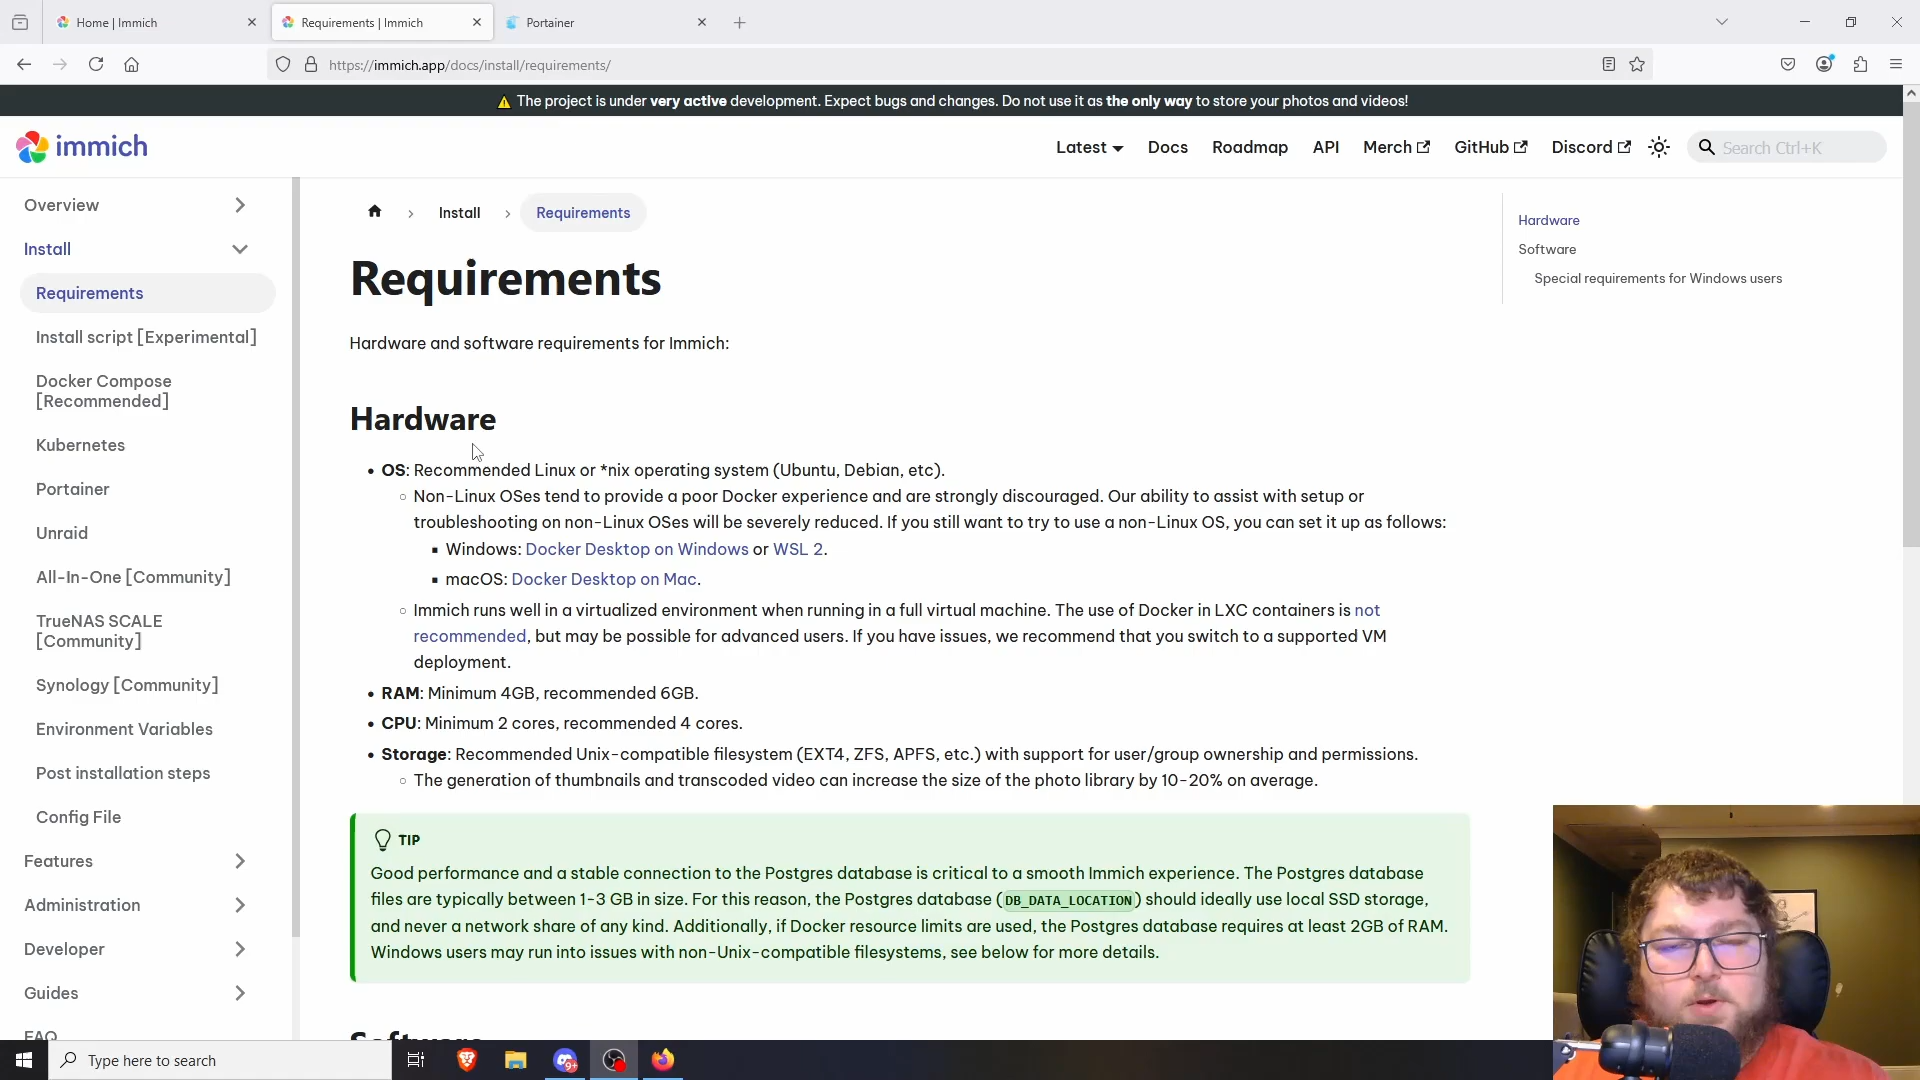 Home | Immich
Requirements | Immich
Portainer
https://immich.app/docs/install/requirements/
The project is under very active development. Expect bugs and changes. Do not use it as the only way to store your photos and videos!
immich
Latest
Docs
Roadmap
API
Merch
GitHub
Discord
Search Ctrl+K
Overview
Install
Requirements
Install script [Experimental]
Docker Compose
[Recommended]
Kubernetes
Portainer
Unraid
All-In-One [Community]
TrueNAS SCALE
[Community]
Synology [Community]
Environment Variables
Post installation steps
Config File
Features
Administration
Developer
Guides
FAQ
Install
Requirements
Requirements
Hardware and software requirements for Immich:
Hardware
• OS: Recommended Linux or *nix operating system (Ubuntu, Debian, etc).
○ Non-Linux OSes tend to provide a poor Docker experience and are strongly discouraged. Our ability to assist with setup or
troubleshooting on non-Linux OSes will be severely reduced. If you still want to try to use a non-Linux OS, you can set it up as follows:
▪ Windows: Docker Desktop on Windows or WSL 2.
▪ macOS: Docker Desktop on Mac.
○ Immich runs well in a virtualized environment when running in a full virtual machine. The use of Docker in LXC containers is not
recommended, but may be possible for advanced users. If you have issues, we recommend that you switch to a supported VM
deployment.
• RAM: Minimum 4GB, recommended 6GB.
• CPU: Minimum 2 cores, recommended 4 cores.
• Storage: Recommended Unix-compatible filesystem (EXT4, ZFS, APFS, etc.) with support for user/group ownership and permissions.
○ The generation of thumbnails and transcoded video can increase the size of the photo library by 10-20% on average.
TIP
Good performance and a stable connection to the Postgres database is critical to a smooth Immich experience. The Postgres database
files are typically between 1-3 GB in size. For this reason, the Postgres database (DB_DATA_LOCATION) should ideally use local SSD storage,
and never a network share of any kind. Additionally, if Docker resource limits are used, the Postgres database requires at least 2GB of RAM.
Windows users may run into issues with non-Unix-compatible filesystems, see below for more details.
Software
Hardware
Software
Special requirements for Windows users
Type here to search
9+